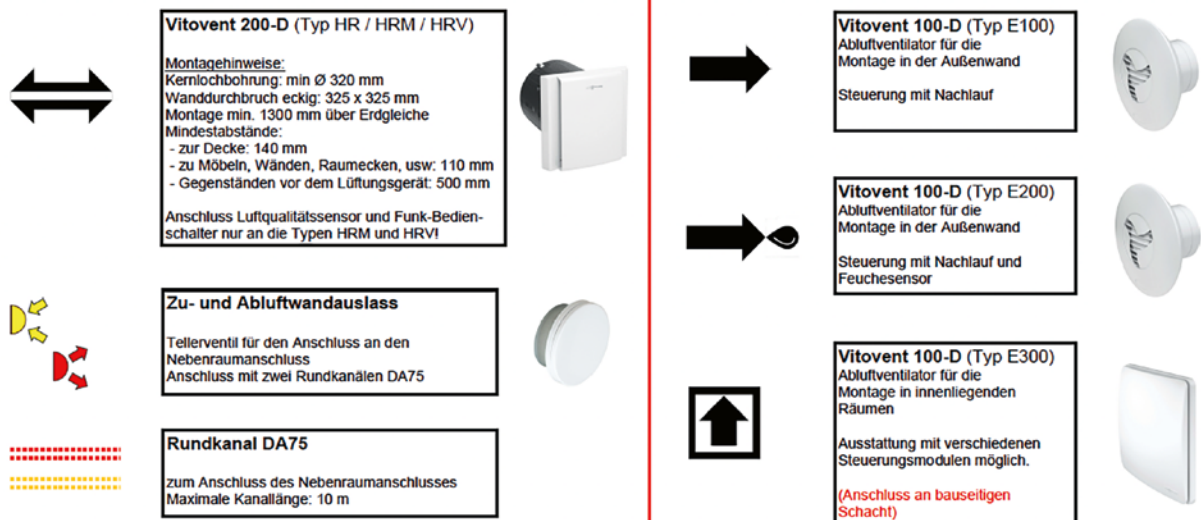 Vitovent 200-D (Typ HR / HRM / HRV)
Montagehinweise:
Kernlochbohrung: min Ø 320 mm
Wanddurchbruch eckig: 325 x 325 mm
Montage min. 1300 mm über Erdgleiche
Mindestabstände:
- zur Decke: 140 mm
- zu Möbeln, Wänden, Raumecken, usw: 110 mm
- Gegenständen vor dem Lüftungsgerät: 500 mm
Anschluss Luftqualitätssensor und Funk-Bedien-
schalter nur an die Typen HRM und HRV!
Zu- und Abluftwandauslass
Tellerventil für den Anschluss an den
Nebenraumanschluss
Anschluss mit zwei Rundkanälen DA75
Rundkanal DA75
zum Anschluss des Nebenraumanschlusses
Maximale Kanallänge: 10 m
Vitovent 100-D (Typ E100)
Abluftventilator für die
Montage in der Außenwand
Steuerung mit Nachlauf
Vitovent 100-D (Typ E200)
Abluftventilator für die
Montage in der Außenwand
Steuerung mit Nachlauf und
Feuchesensor
Vitovent 100-D (Typ E300)
Abluftventilator für die
Montage in innenliegenden
Räumen
Ausstattung mit verschiedenen
Steuerungsmodulen möglich.
(Anschluss an bauseitigen
Schacht)